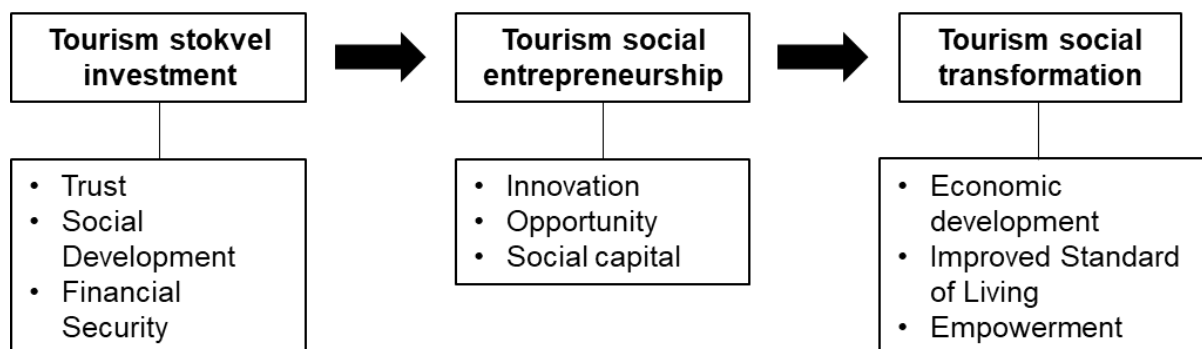 Tourism stokvel
investment
Tourism social
entrepreneurship
Tourism social
transformation
• Trust
• Social
Development
• Financial
Security
• Innovation
• Opportunity
• Social capital
• Economic
development
• Improved Standard
of Living
• Empowerment